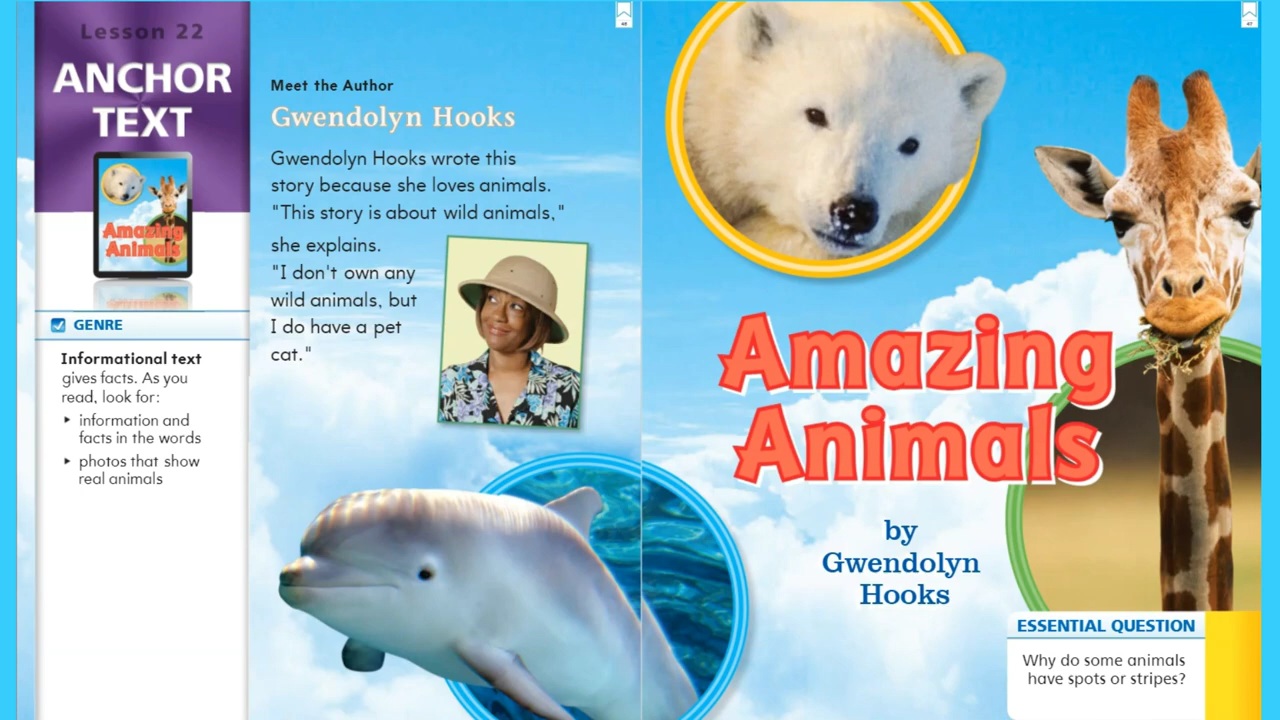 Lesson 22
ANCHOR
TEXT
Amazing
Animals
GENRE
Informational text
gives facts. As you
read, look for:
▸ information and
facts in the words
▸ photos that show
real animals
Meet the Author
Gwendolyn Hooks
Gwendolyn Hooks wrote this
story because she loves animals.
"This story is about wild animals,"
she explains.
"I don't own any
wild animals, but
I do have a pet
cat."
Amazing
Animals
by
Gwendolyn
Hooks
ESSENTIAL QUESTION
Why do some animals
have spots or stripes?